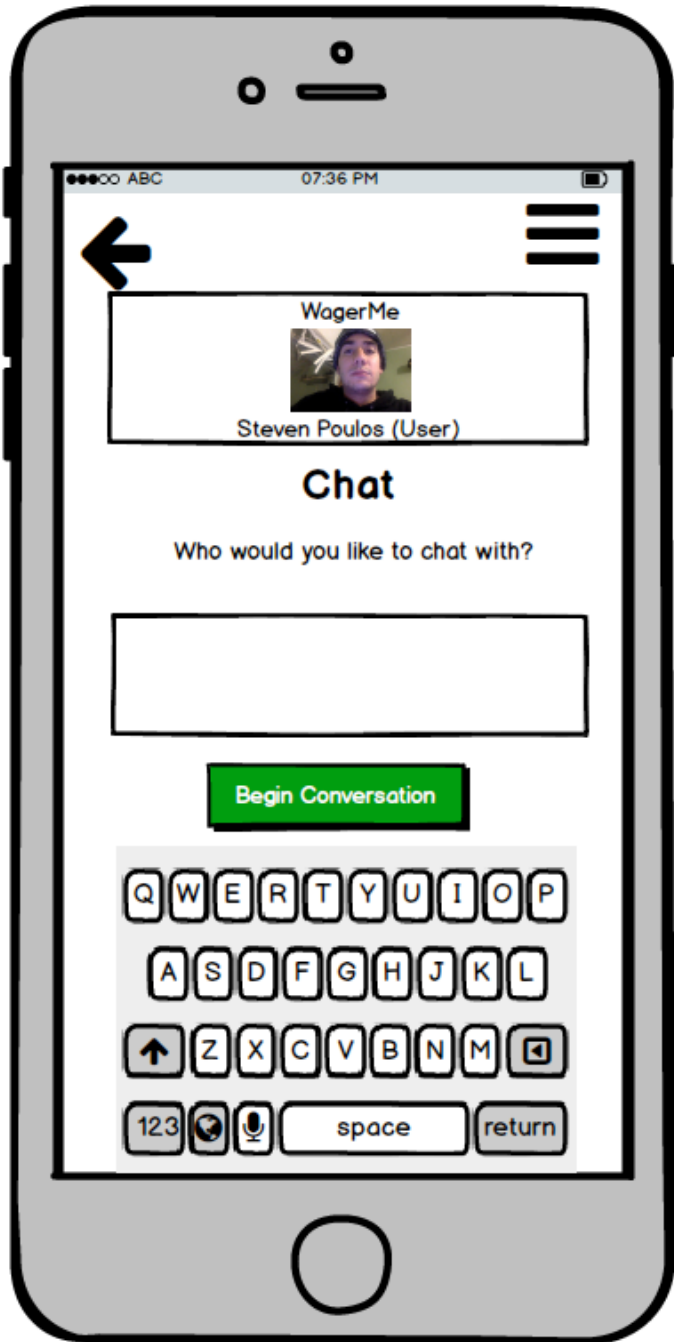 ABC 07:36 PM
WagerMe
Steven Poulos (User)
Chat
Who would you like to chat with?
Begin Conversation
Q W E R T Y U I O P
A S D F G H J K L
Z X C V B N M
123 space return